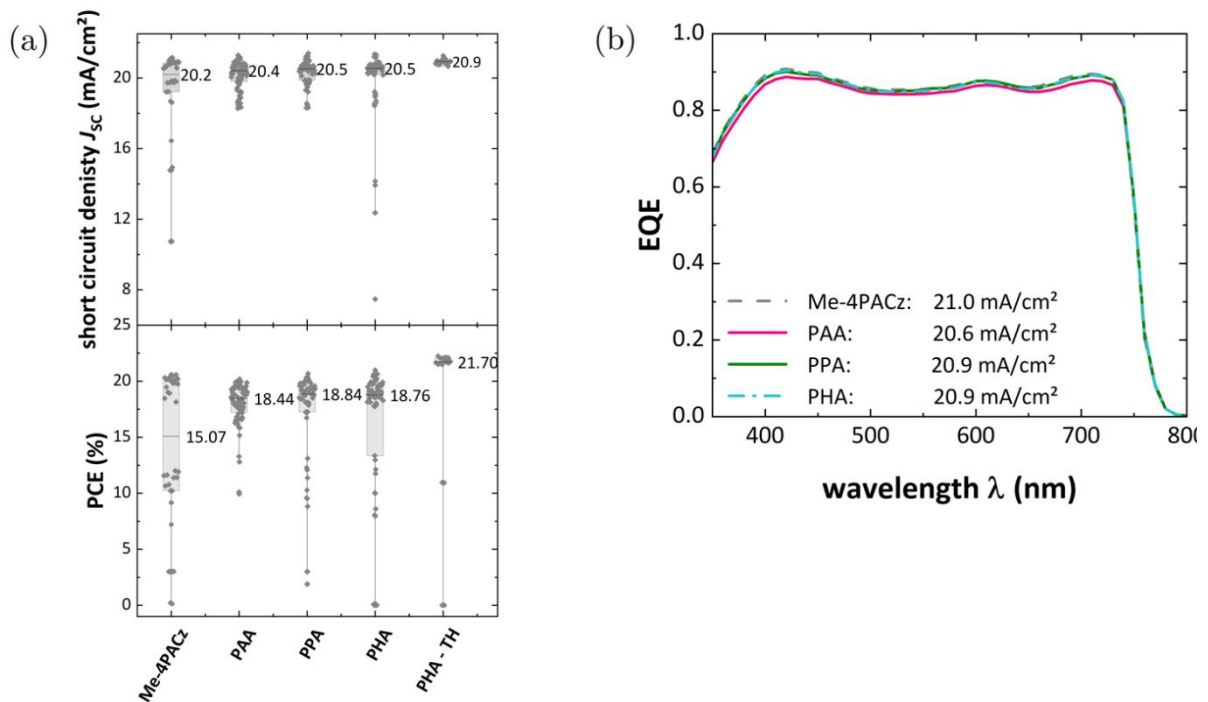 (a)
short circuit denisty JSC (mA/cm²)
20.0
16
12
8
20.2
20.4
20.5
20.5
20.9
25
20
15
10
5
0
PCE (%)
15.07
18.44
18.84
18.76
21.70
Me-4PACz
PAA
PPA
PHA
PHA - TH
(b)
EQE
1.0
0.8
0.6
0.4
0.2
0.0
Me-4PACz: 21.0 mA/cm²
PAA: 20.6 mA/cm²
PPA: 20.9 mA/cm²
PHA: 20.9 mA/cm²
400
500
600
700
800
wavelength λ (nm)